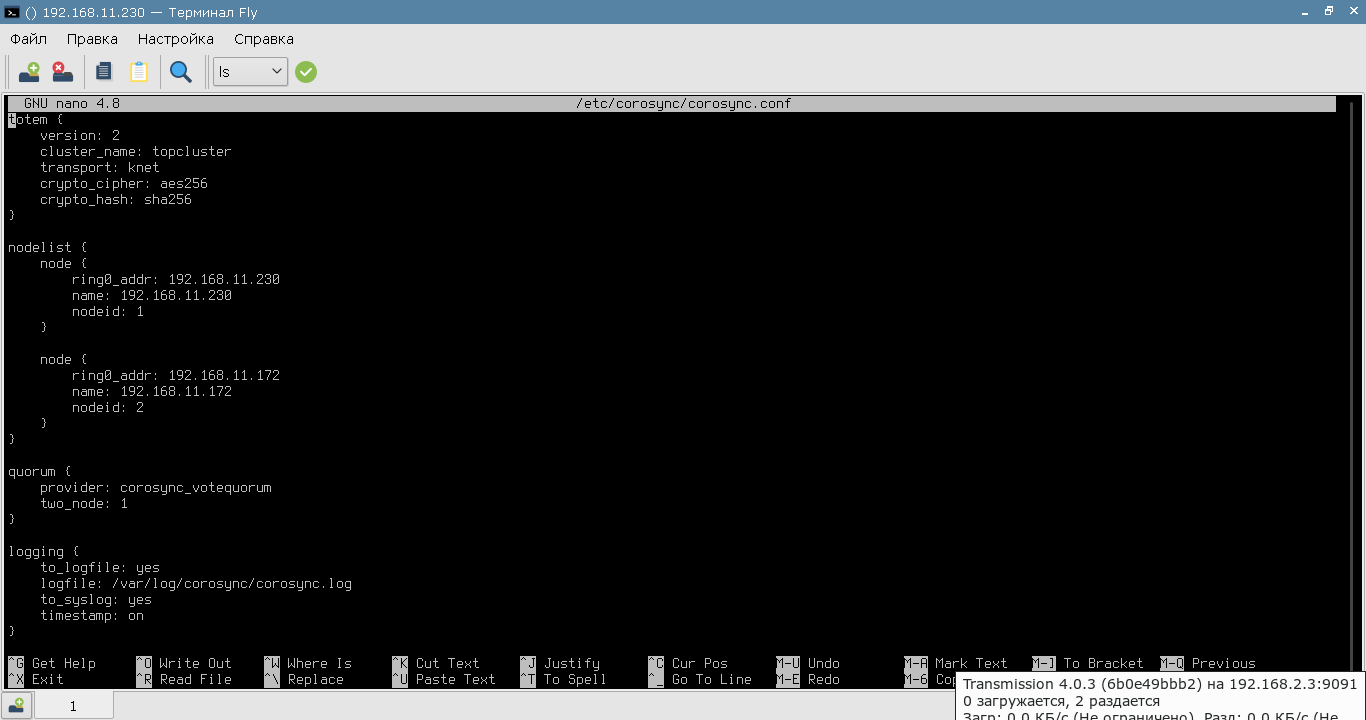 () 192.168.11.230 — Терминал Fly
Файл Правка Настройка Справка
ls
GNU nano 4.8 /etc/corosync/corosync.conf
totem {
    version: 2
    cluster_name: topcluster
    transport: knet
    crypto_cipher: aes256
    crypto_hash: sha256
}
nodelist {
    node {
        ring0_addr: 192.168.11.230
        name: 192.168.11.230
        nodeid: 1
    }
    node {
        ring0_addr: 192.168.11.172
        name: 192.168.11.172
        nodeid: 2
    }
}
quorum {
    provider: corosync_votequorum
    two_node: 1
}
logging {
    to_logfile: yes
    logfile: /var/log/corosync/corosync.log
    to_syslog: yes
    timestamp: on
}
^G Get Help ^O Write Out ^W Where Is ^K Cut Text ^J Justify ^C Cur Pos M-U Undo M-A Mark Text M-] To Bracket M-Q Previous
^X Exit ^R Read File ^\ Replace ^U Paste Text ^T To Spell ^_ Go To Line M-E Redo M-6
Transmission 4.0.3 (6b0e49bbb2) на 192.168.2.3:9091
0 загружается, 2 раздается
Загр: 0,0 КБ/с (Не ограничено), Разд: 0,0 КБ/с (Не
1